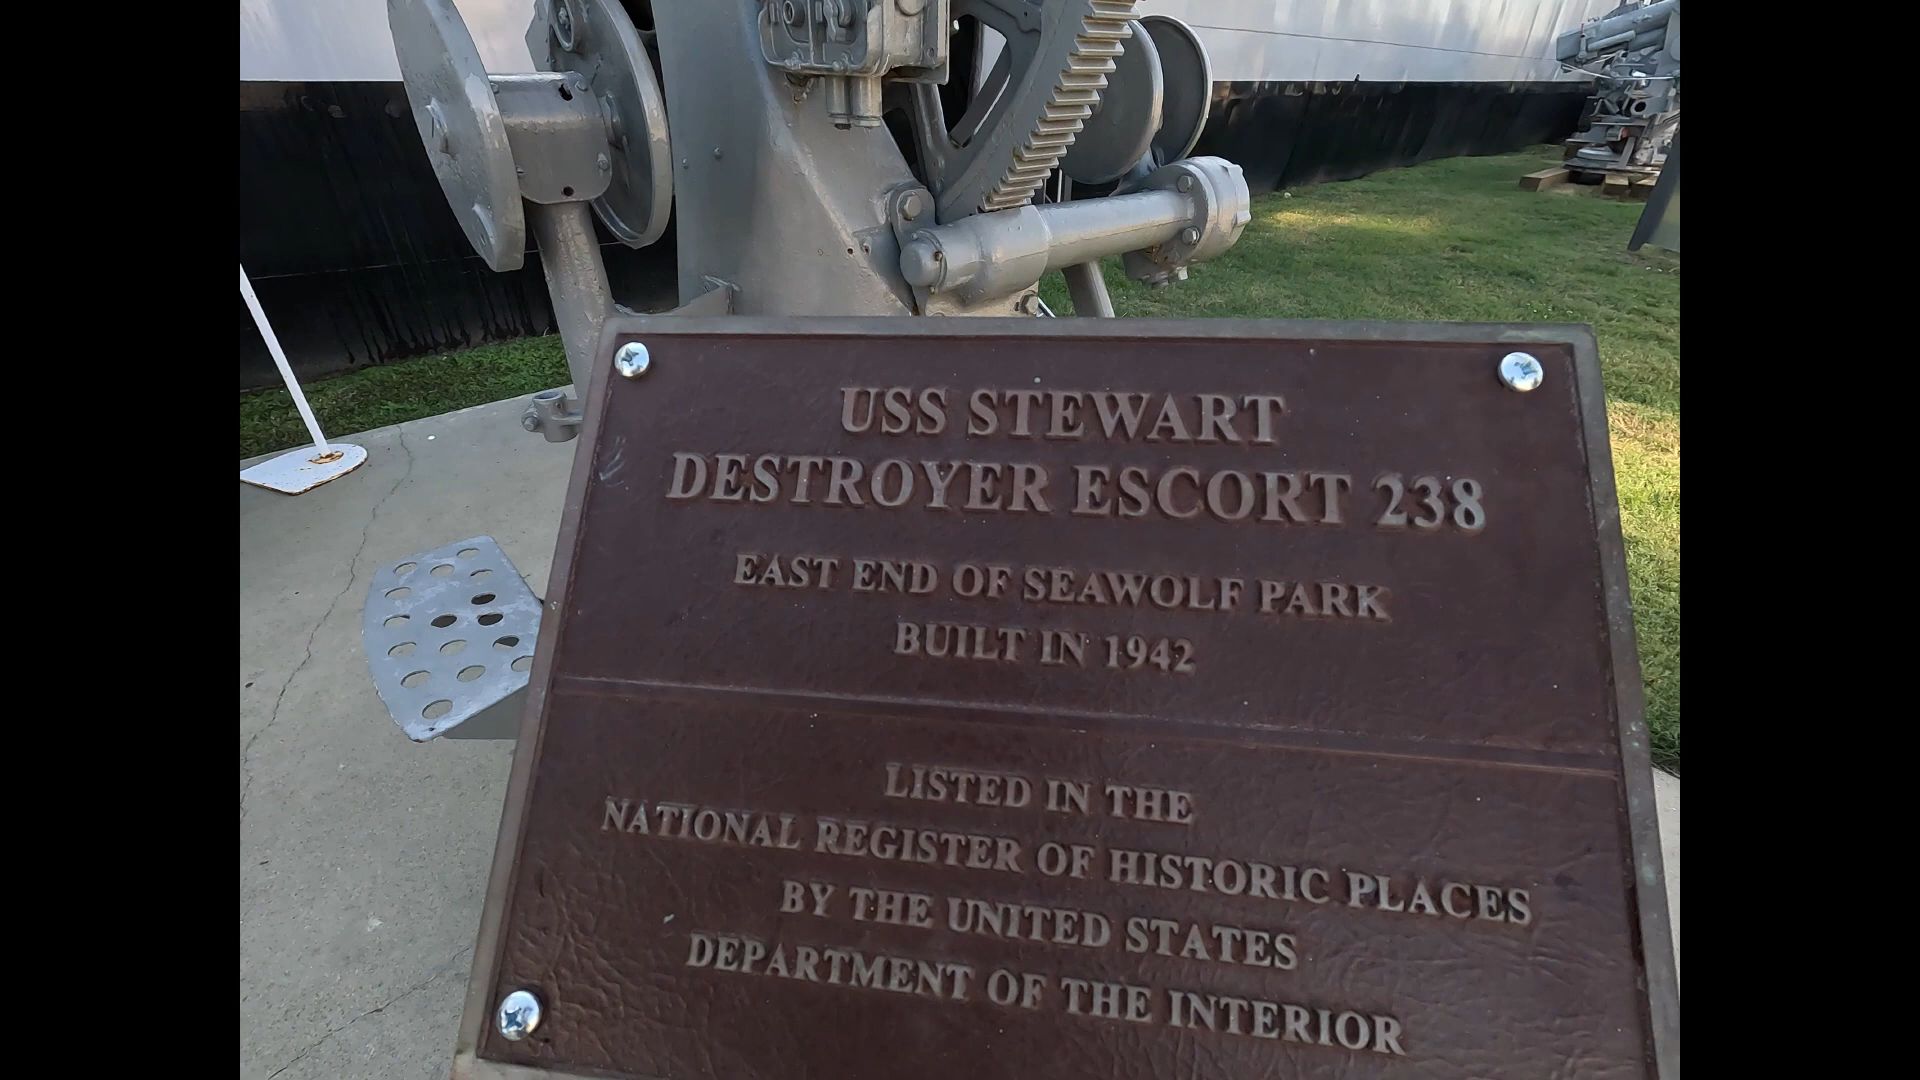 USS STEWART
DESTROYER ESCORT 238
EAST END OF SEAWOLF PARK
BUILT IN 1942
LISTED IN THE
NATIONAL REGISTER OF HISTORIC PLACES
BY THE UNITED STATES
DEPARTMENT OF THE INTERIOR